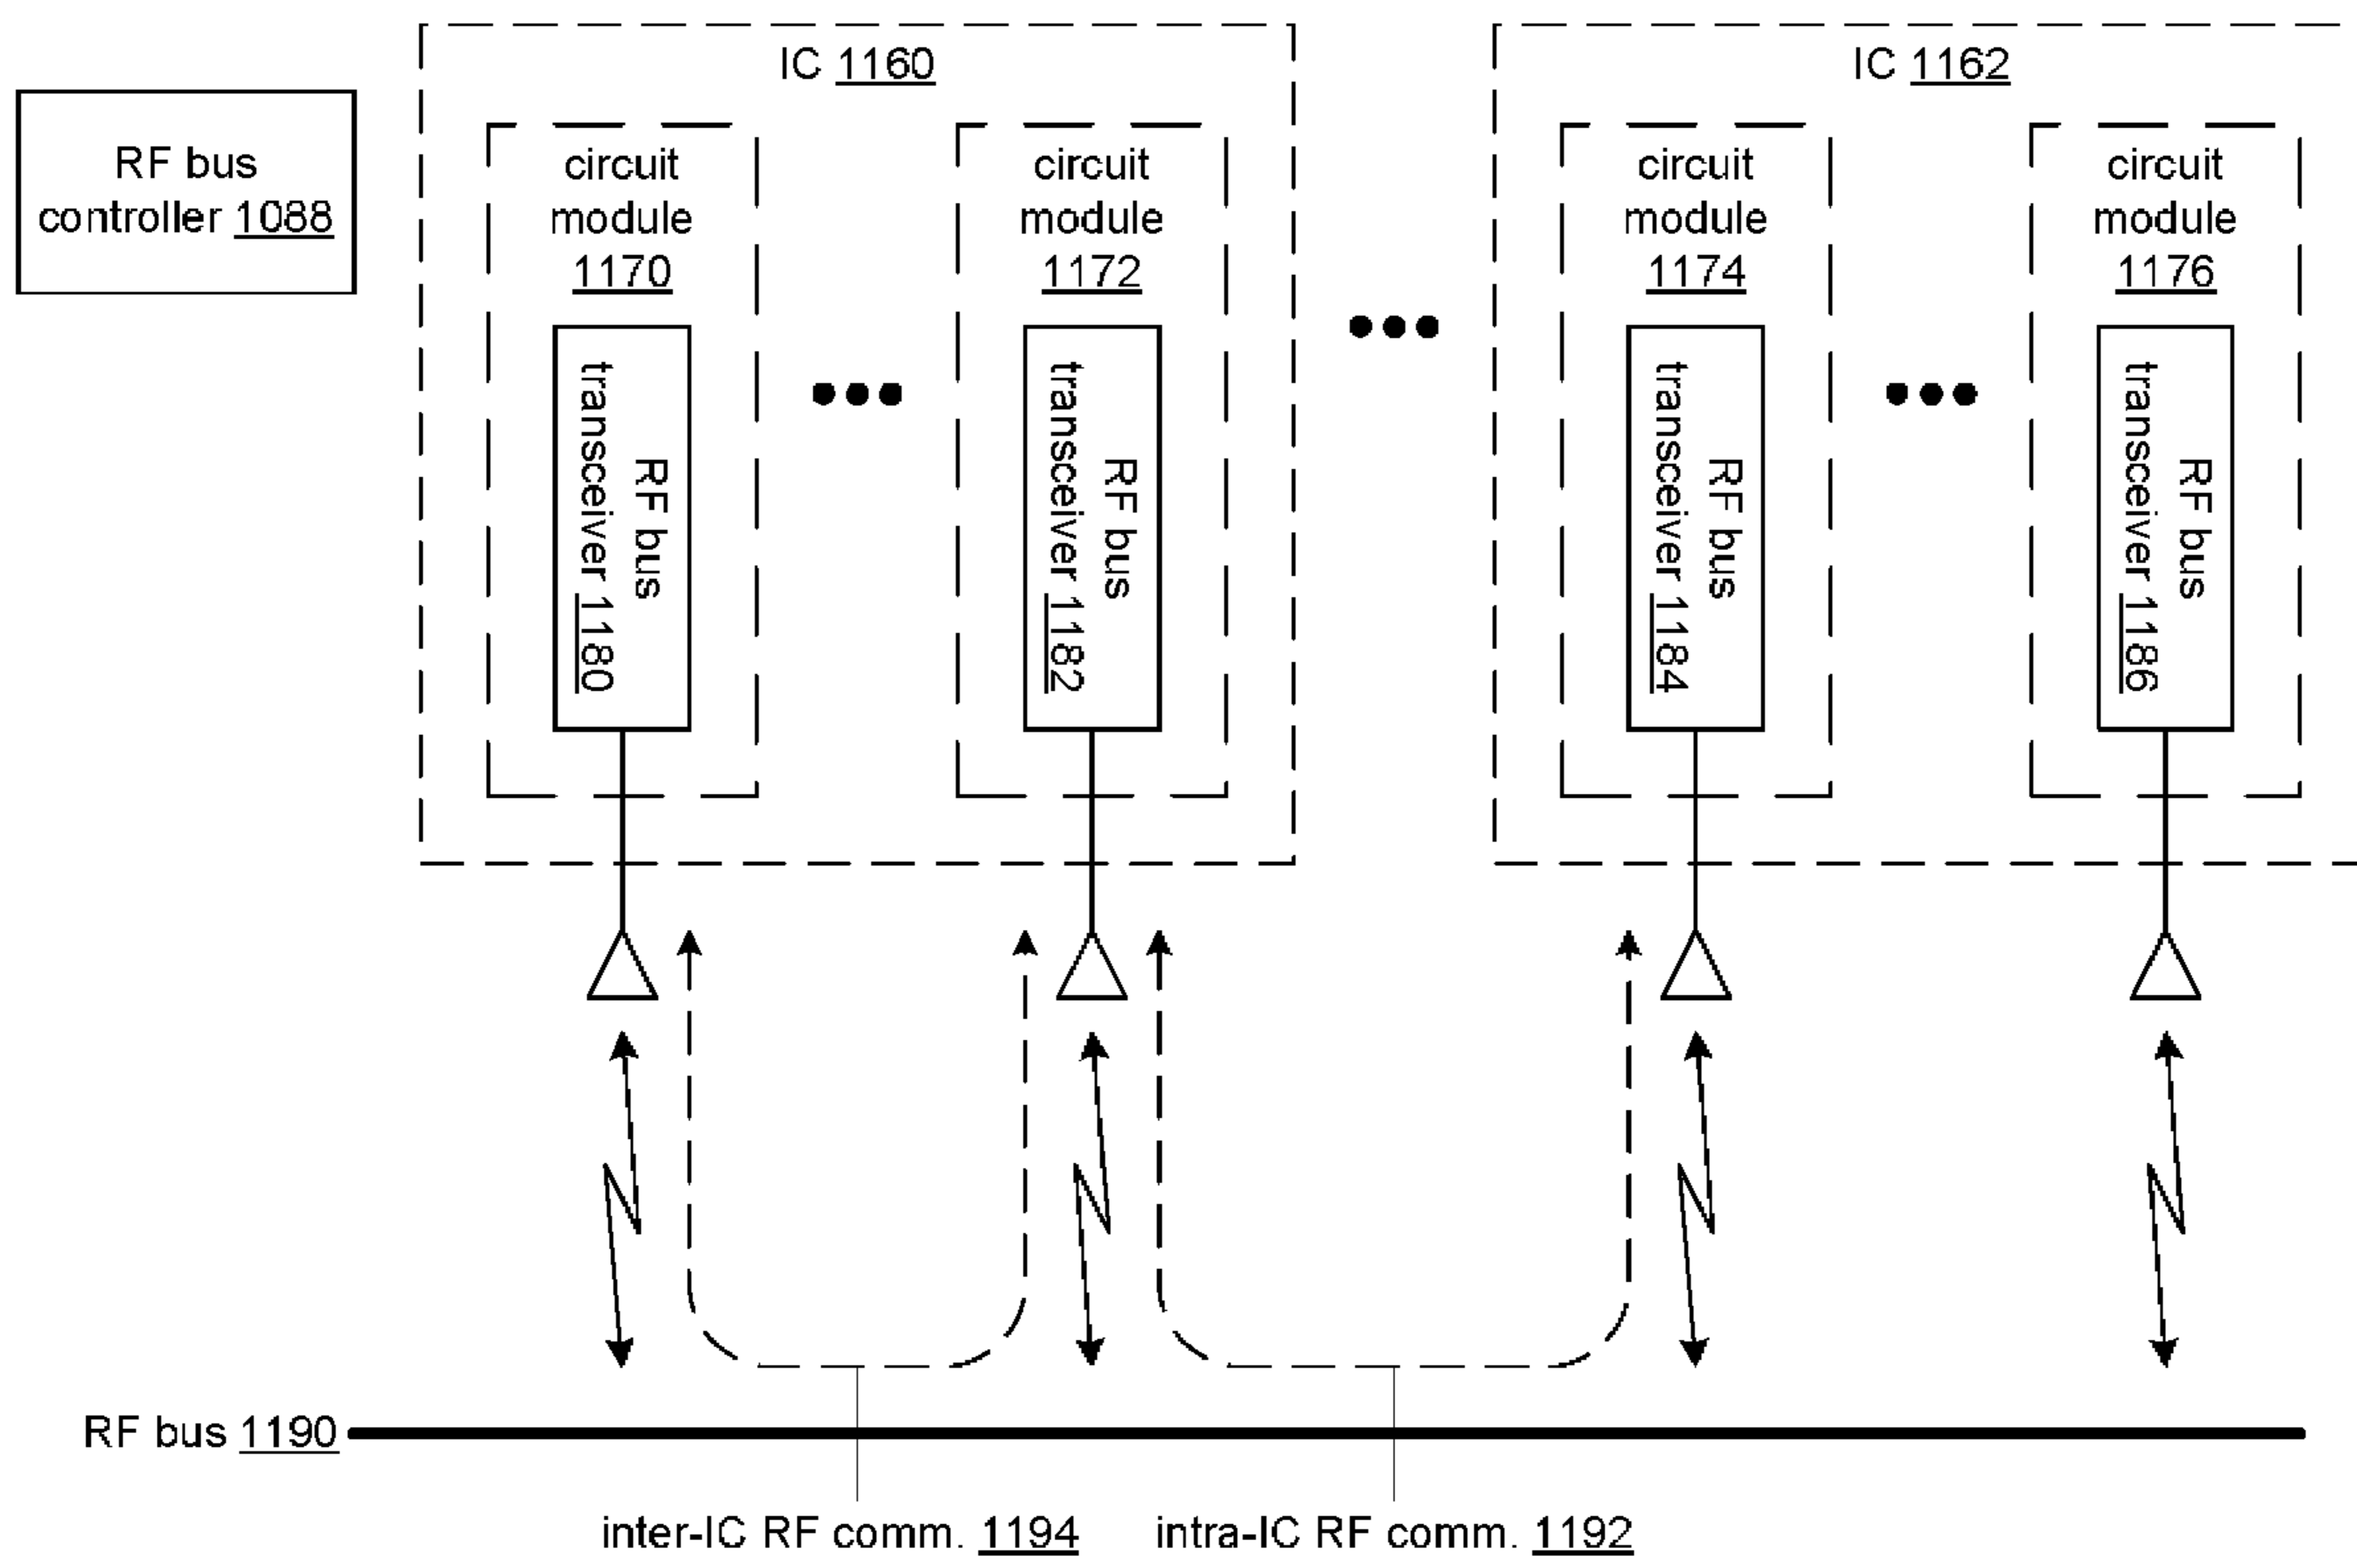 IC 1160
IC 1162
RF bus
controller 1088
circuit
module
1170
circuit
module
1172
circuit
module
1174
circuit
module
1176
RF bus
transceiver 1180
RF bus
transceiver 1182
RF bus
transceiver 1184
RF bus
transceiver 1186
RF bus 1190
inter-IC RF comm. 1194
intra-IC RF comm. 1192